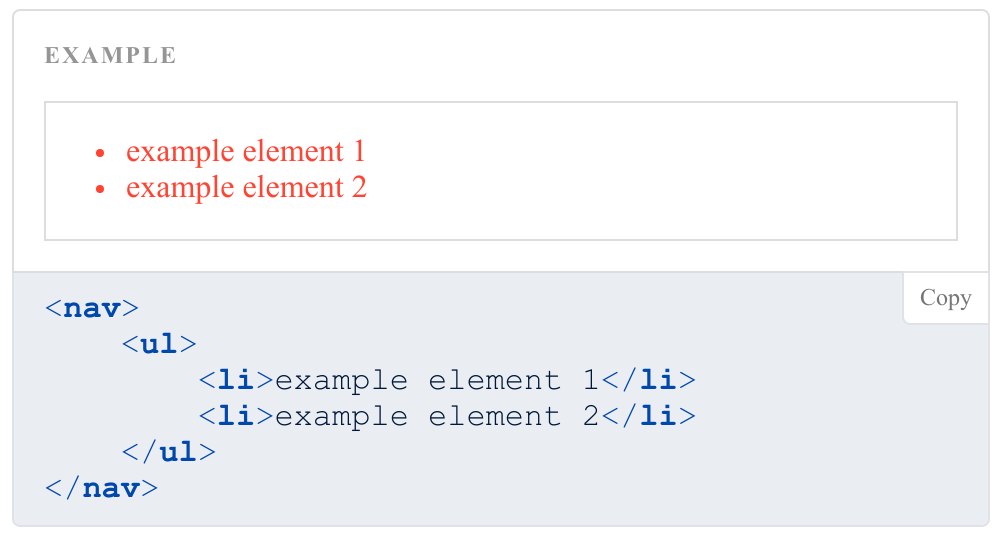 EXAMPLE
• example element 1
• example element 2
Copy
<nav>
    <ul>
        <li>example element 1</li>
        <li>example element 2</li>
    </ul>
</nav>